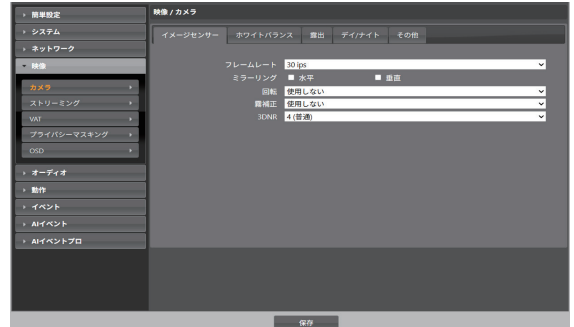 簡単設定
システム
ネットワーク
映像
カメラ
ストリーミング
VAT
プライバシーマスキング
OSD
オーディオ
動作
イベント
AIイベント
AIイベントプロ
映像 / カメラ
イメージセンサー ホワイトバランス 露出 デイ/ナイト その他
フレームレート 30 ips
ミラーリング 水平 垂直
回転 使用しない
霧補正 使用しない
3DNR 4 (普通)
保存